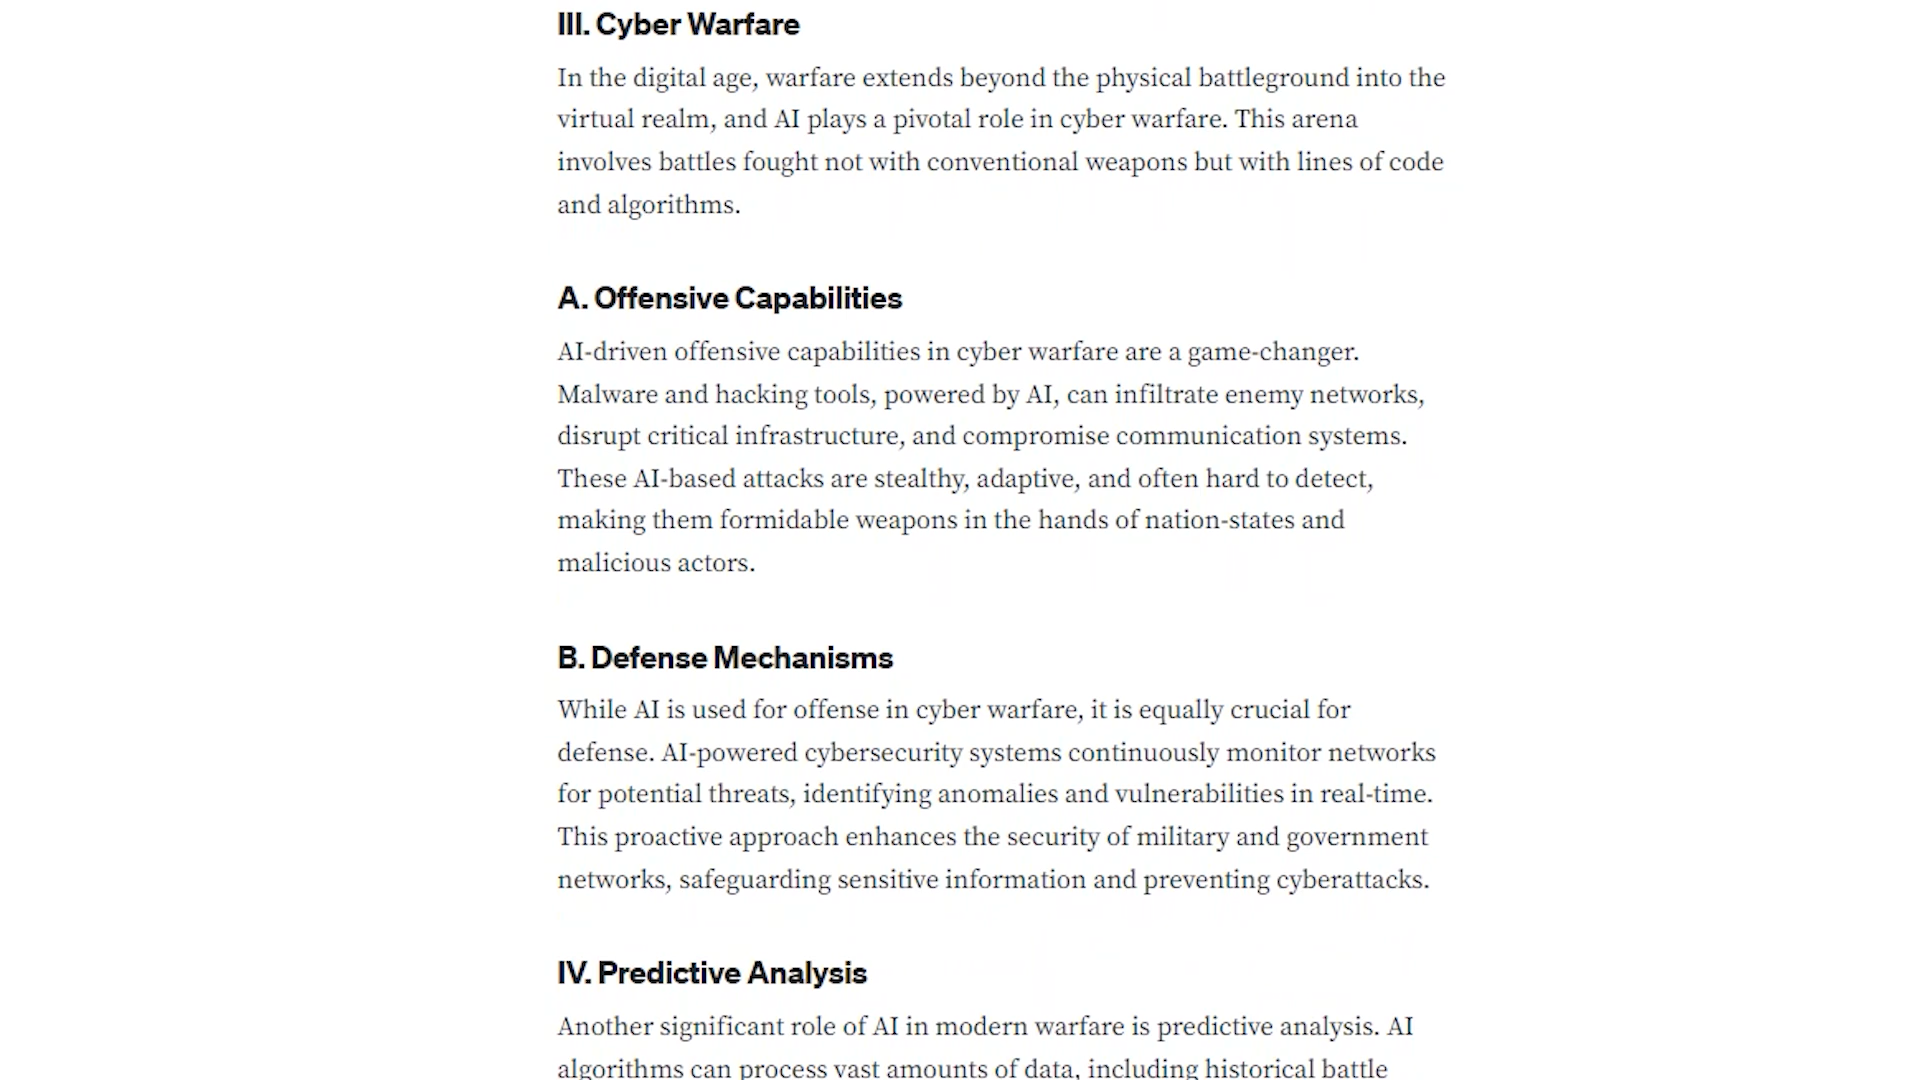 III. Cyber Warfare
In the digital age, warfare extends beyond the physical battleground into the
virtual realm, and AI plays a pivotal role in cyber warfare. This arena
involves battles fought not with conventional weapons but with lines of code
and algorithms.
A. Offensive Capabilities
AI-driven offensive capabilities in cyber warfare are a game-changer.
Malware and hacking tools, powered by AI, can infiltrate enemy networks,
disrupt critical infrastructure, and compromise communication systems.
These AI-based attacks are stealthy, adaptive, and often hard to detect,
making them formidable weapons in the hands of nation-states and
malicious actors.
B. Defense Mechanisms
While AI is used for offense in cyber warfare, it is equally crucial for
defense. AI-powered cybersecurity systems continuously monitor networks
for potential threats, identifying anomalies and vulnerabilities in real-time.
This proactive approach enhances the security of military and government
networks, safeguarding sensitive information and preventing cyberattacks.
IV. Predictive Analysis
Another significant role of AI in modern warfare is predictive analysis. AI
algorithms can process vast amounts of data, including historical battle